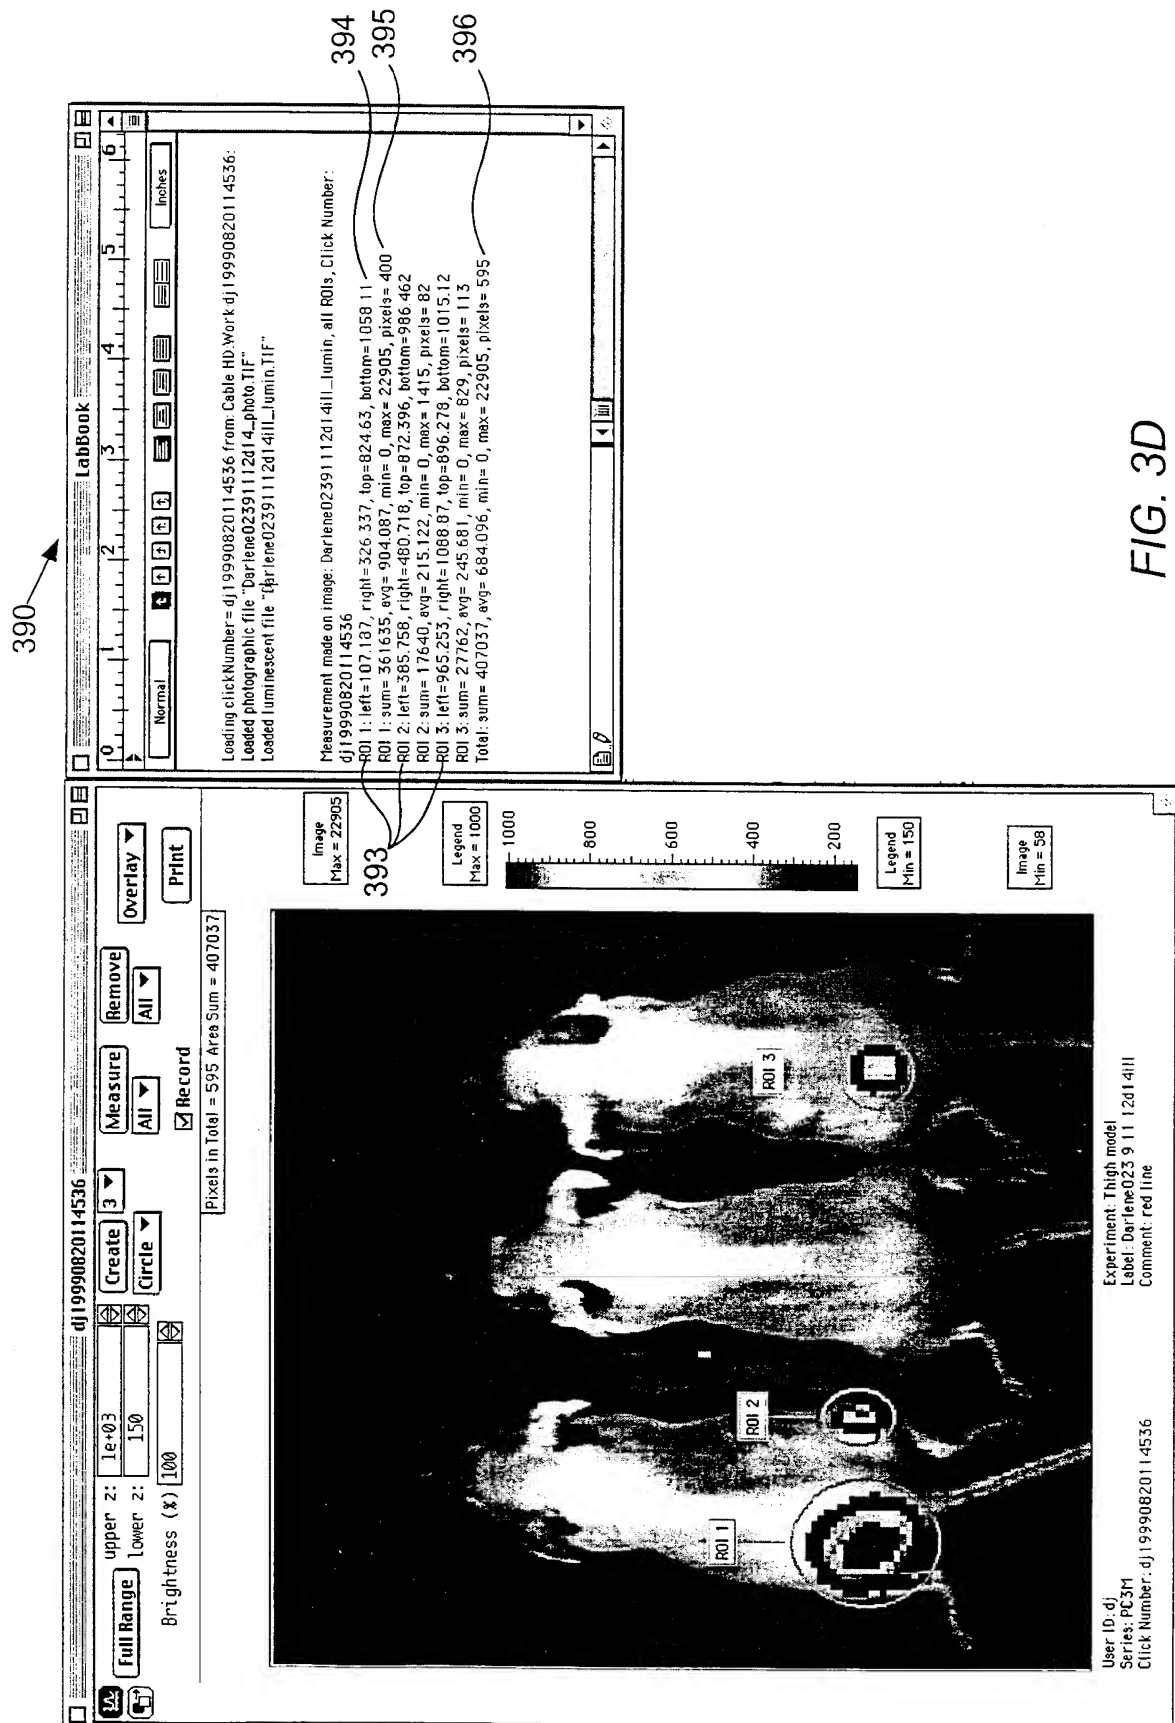 390
dj19990820114536
Full Range
upper z: 1e+03
lower z: 150
Brightness (%) 100
Create 3
Circle
Measure
All
Record
Remove
All
Overlay
Print
Pixels in Total = 595 Area Sum = 407037
Image
Max = 22905
Legend
Max = 1000
1000
800
600
400
200
Legend
Min = 150
Image
Min = 58
ROI 1
ROI 2
ROI 3
User ID: dj
Series: PC3M
Click Number: dj19990820114536
Experiment: Thigh model
Label: Darlene023 9 11 12d14ill
Comment: red line
LabBook
0 1 2 3 4 5 6
Normal
Inches
Loading clickNumber = dj19990820114536 from: Cable HD:Work:dj19990820114536:
Loaded photographic file "Darlene02391112d14_photo.TIF"
Loaded luminescent file "Darlene02391112d14ill_lumin.TIF"
Measurement made on image: Darlene02391112d14ill_lumin, all ROIs, Click Number:
dj19990820114536
ROI 1: left=107.187, right=326.337, top=824.63, bottom=1058.11
ROI 1: sum= 361635, avg= 904.087, min= 0, max= 22905, pixels= 400
ROI 2: left=385.758, right=480.718, top=872.396, bottom=986.462
ROI 2: sum= 17640, avg= 215.122, min= 0, max= 1415, pixels= 82
ROI 3: left=965.253, right=1088.87, top=896.278, bottom=1015.12
ROI 3: sum= 27762, avg= 245.681, min= 0, max= 829, pixels= 113
Total: sum= 407037, avg= 684.096, min= 0, max= 22905, pixels= 595
393
394
395
396
FIG. 3D